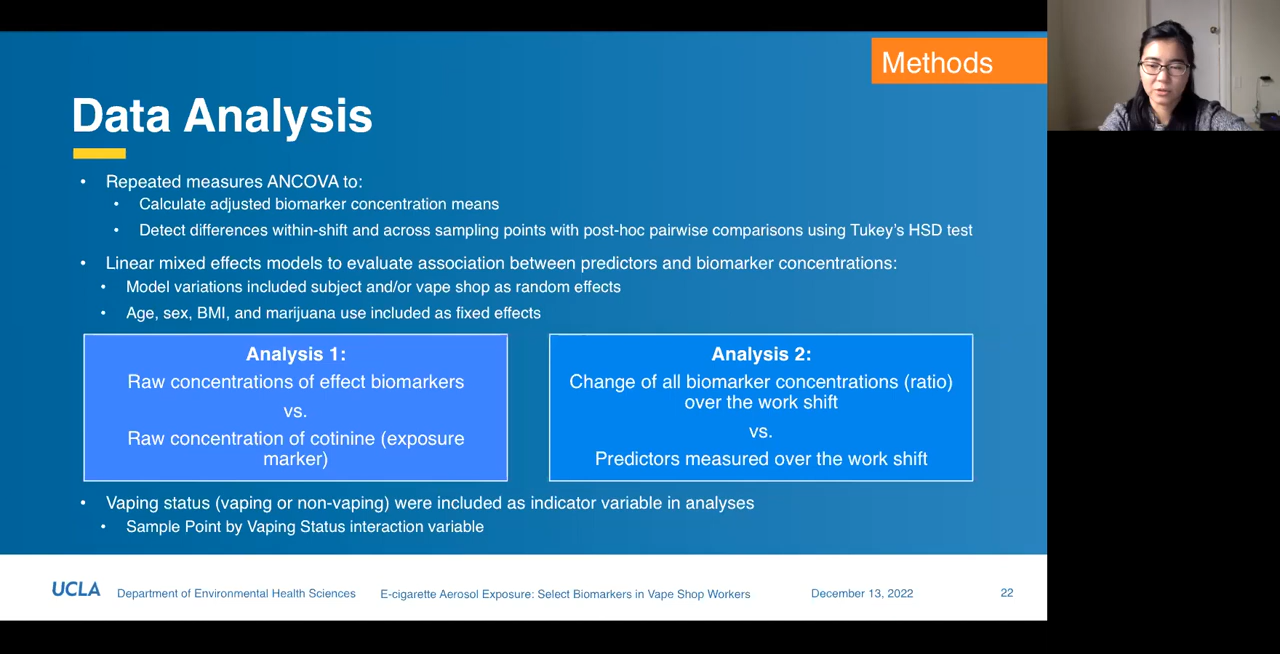 Methods
Data Analysis
• Repeated measures ANCOVA to:
• Calculate adjusted biomarker concentration means
• Detect differences within-shift and across sampling points with post-hoc pairwise comparisons using Tukey's HSD test
• Linear mixed effects models to evaluate association between predictors and biomarker concentrations:
• Model variations included subject and/or vape shop as random effects
• Age, sex, BMI, and marijuana use included as fixed effects
Analysis 1:
Raw concentrations of effect biomarkers
vs.
Raw concentration of cotinine (exposure
marker)
Analysis 2:
Change of all biomarker concentrations (ratio)
over the work shift
vs.
Predictors measured over the work shift
• Vaping status (vaping or non-vaping) were included as indicator variable in analyses
• Sample Point by Vaping Status interaction variable
UCLA Department of Environmental Health Sciences E-cigarette Aerosol Exposure: Select Biomarkers in Vape Shop Workers December 13, 2022 22